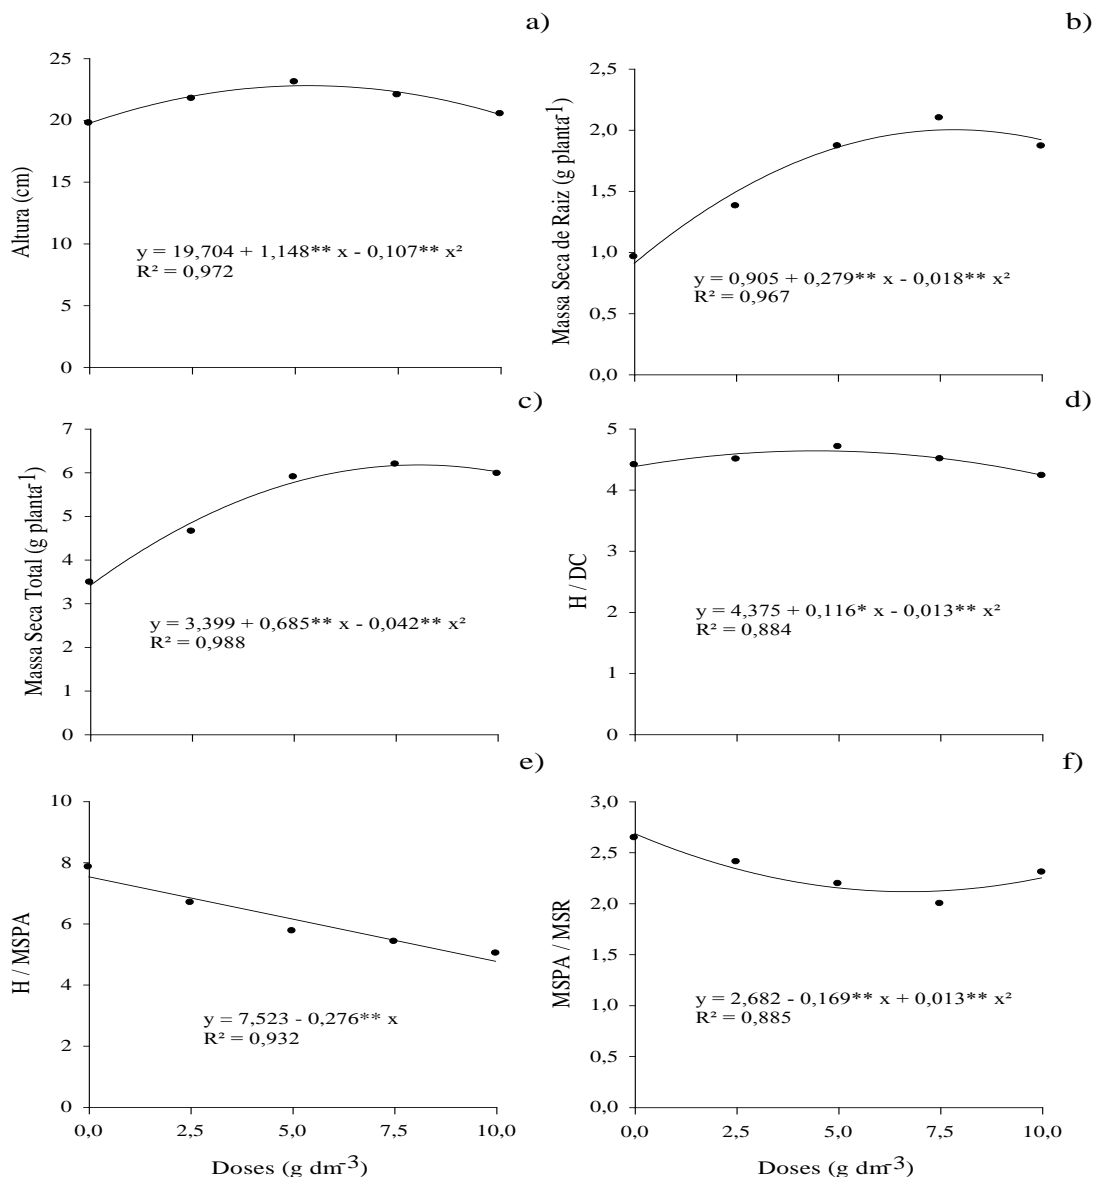 a)
25
20
15
10
5
0
Altura (cm)
y = 19,704 + 1,148** x - 0,107** x²
R² = 0,972
b)
2,5
2,0
1,5
1,0
0,5
0,0
Massa Seca de Raiz (g planta⁻¹)
y = 0,905 + 0,279** x - 0,018** x²
R² = 0,967
c)
7
6
5
4
3
2
1
0
Massa Seca Total (g planta⁻¹)
y = 3,399 + 0,685** x - 0,042** x²
R² = 0,988
d)
5
4
3
2
1
0
H / DC
y = 4,375 + 0,116* x - 0,013** x²
R² = 0,884
e)
10
8
6
4
2
0
H / MSPA
y = 7,523 - 0,276** x
R² = 0,932
0,0 2,5 5,0 7,5 10,0
Doses (g dm⁻³)
f)
3,0
2,5
2,0
1,5
1,0
0,5
0,0
MSPA / MSR
y = 2,682 - 0,169** x + 0,013** x²
R² = 0,885
0,0 2,5 5,0 7,5 10,0
Doses (g dm⁻³)